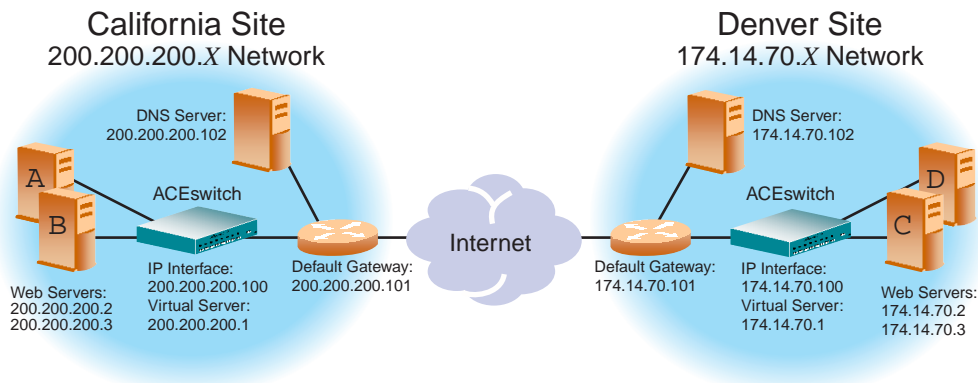 California Site
200.200.200.X Network
DNS Server:
200.200.200.102
A
B
ACEswitch
IP Interface:
200.200.200.100
Virtual Server:
200.200.200.1
Default Gateway:
200.200.200.101
Web Servers:
200.200.200.2
200.200.200.3
Internet
Denver Site
174.14.70.X Network
DNS Server:
174.14.70.102
ACEswitch
D
C
Default Gateway:
174.14.70.101
IP Interface:
174.14.70.100
Virtual Server:
174.14.70.1
Web Servers:
174.14.70.2
174.14.70.3